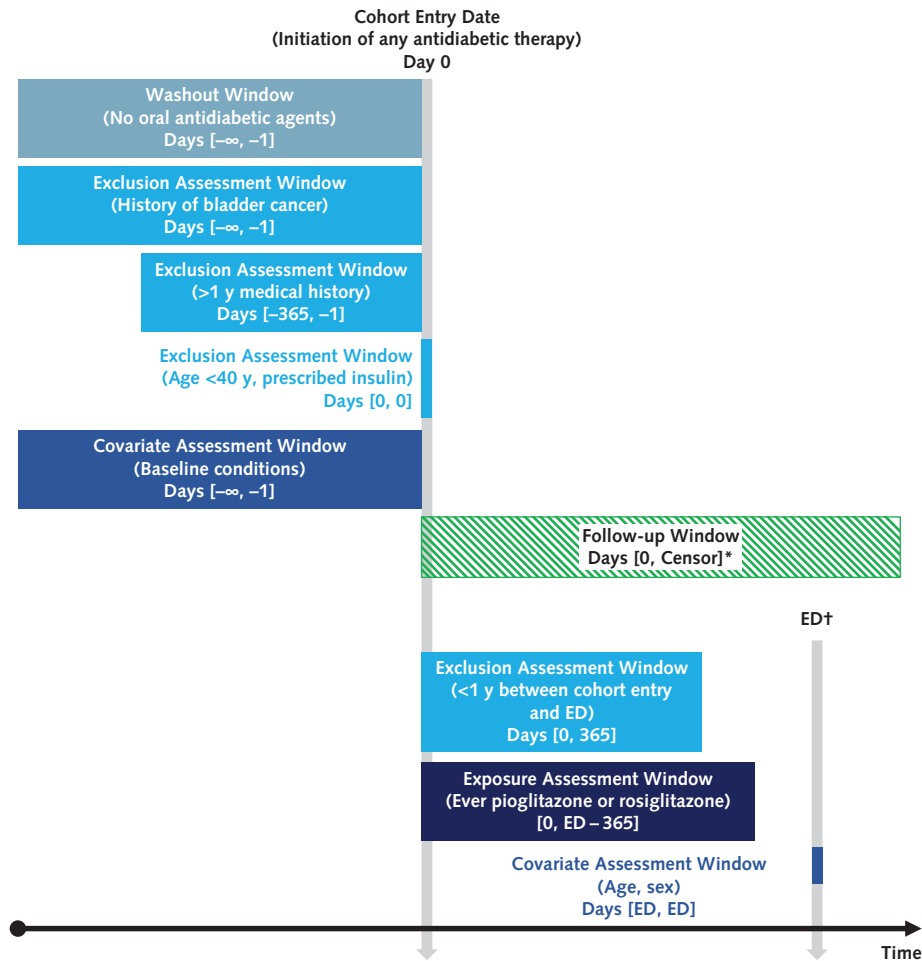 Cohort Entry Date
(Initiation of any antidiabetic therapy)
Day 0
Washout Window
(No oral antidiabetic agents)
Days [–∞, –1]
Exclusion Assessment Window
(History of bladder cancer)
Days [–∞, –1]
Exclusion Assessment Window
(>1 y medical history)
Days [–365, –1]
Exclusion Assessment Window
(Age <40 y, prescribed insulin)
Days [0, 0]
Covariate Assessment Window
(Baseline conditions)
Days [–∞, –1]
Follow-up Window
Days [0, Censor]*
ED†
Exclusion Assessment Window
(<1 y between cohort entry
and ED)
Days [0, 365]
Exposure Assessment Window
(Ever pioglitazone or rosiglitazone)
[0, ED – 365]
Covariate Assessment Window
(Age, sex)
Days [ED, ED]
Time